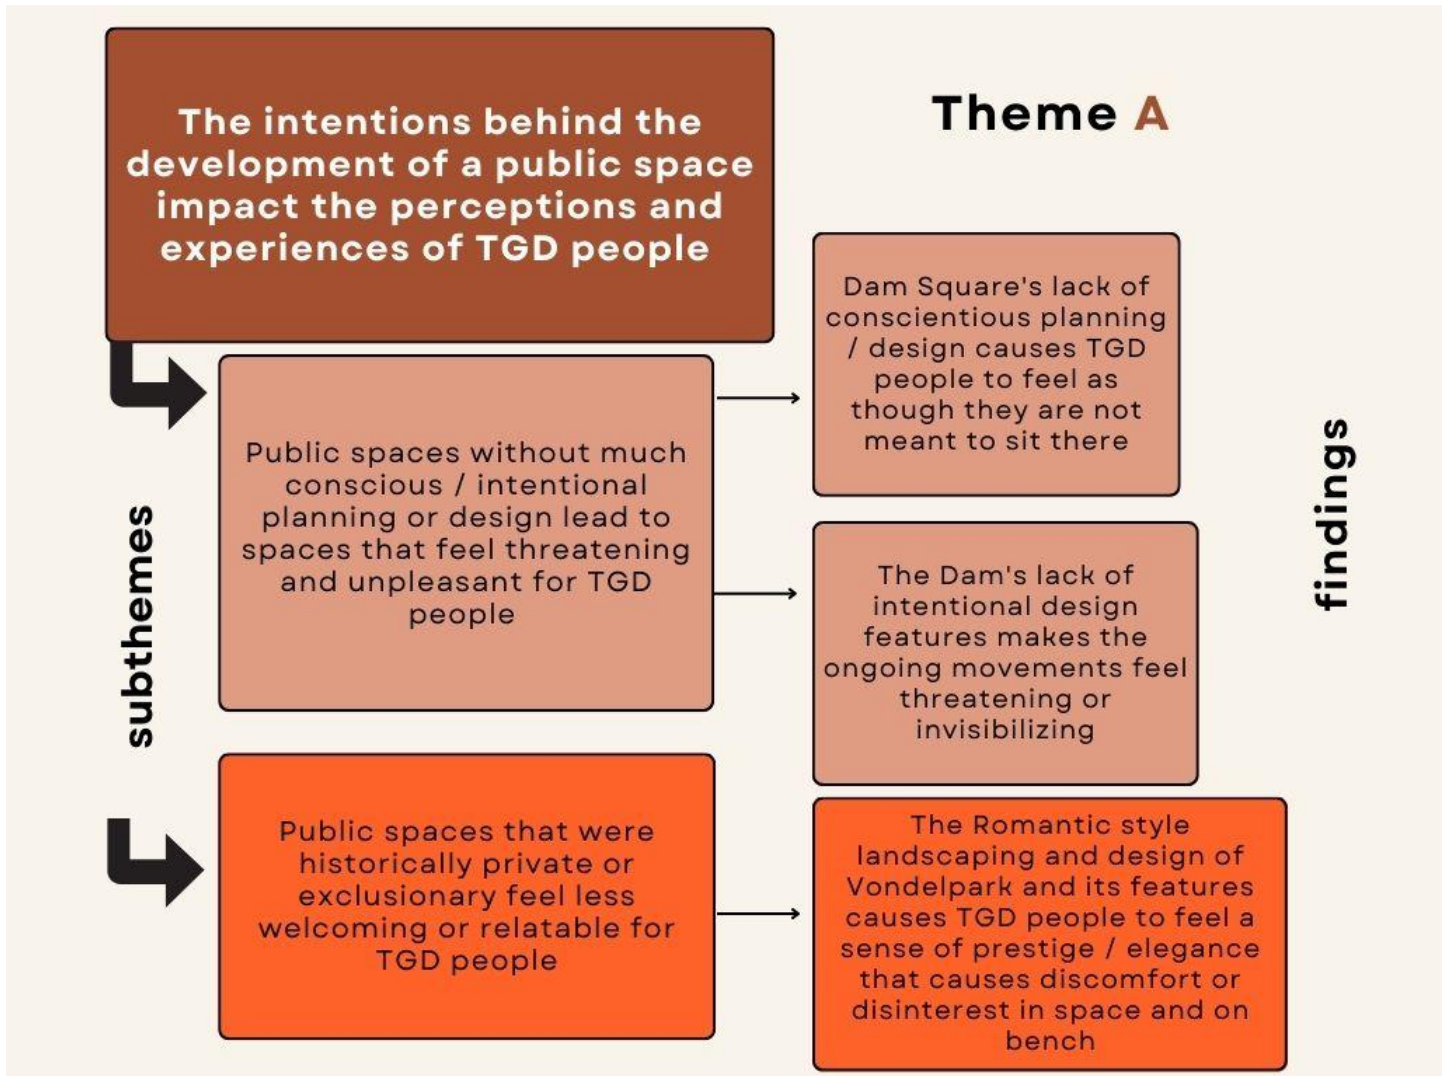 The intentions behind the
development of a public space
impact the perceptions and
experiences of TGD people
Theme A
subthemes
Public spaces without much
conscious / intentional
planning or design lead to
spaces that feel threatening
and unpleasant for TGD
people
Dam Square's lack of
conscientious planning
/ design causes TGD
people to feel as
though they are not
meant to sit there
The Dam's lack of
intentional design
features makes the
ongoing movements feel
threatening or
invisibilizing
findings
Public spaces that were
historically private or
exclusionary feel less
welcoming or relatable for
TGD people
The Romantic style
landscaping and design of
Vondelpark and its features
causes TGD people to feel a
sense of prestige / elegance
that causes discomfort or
disinterest in space and on
bench